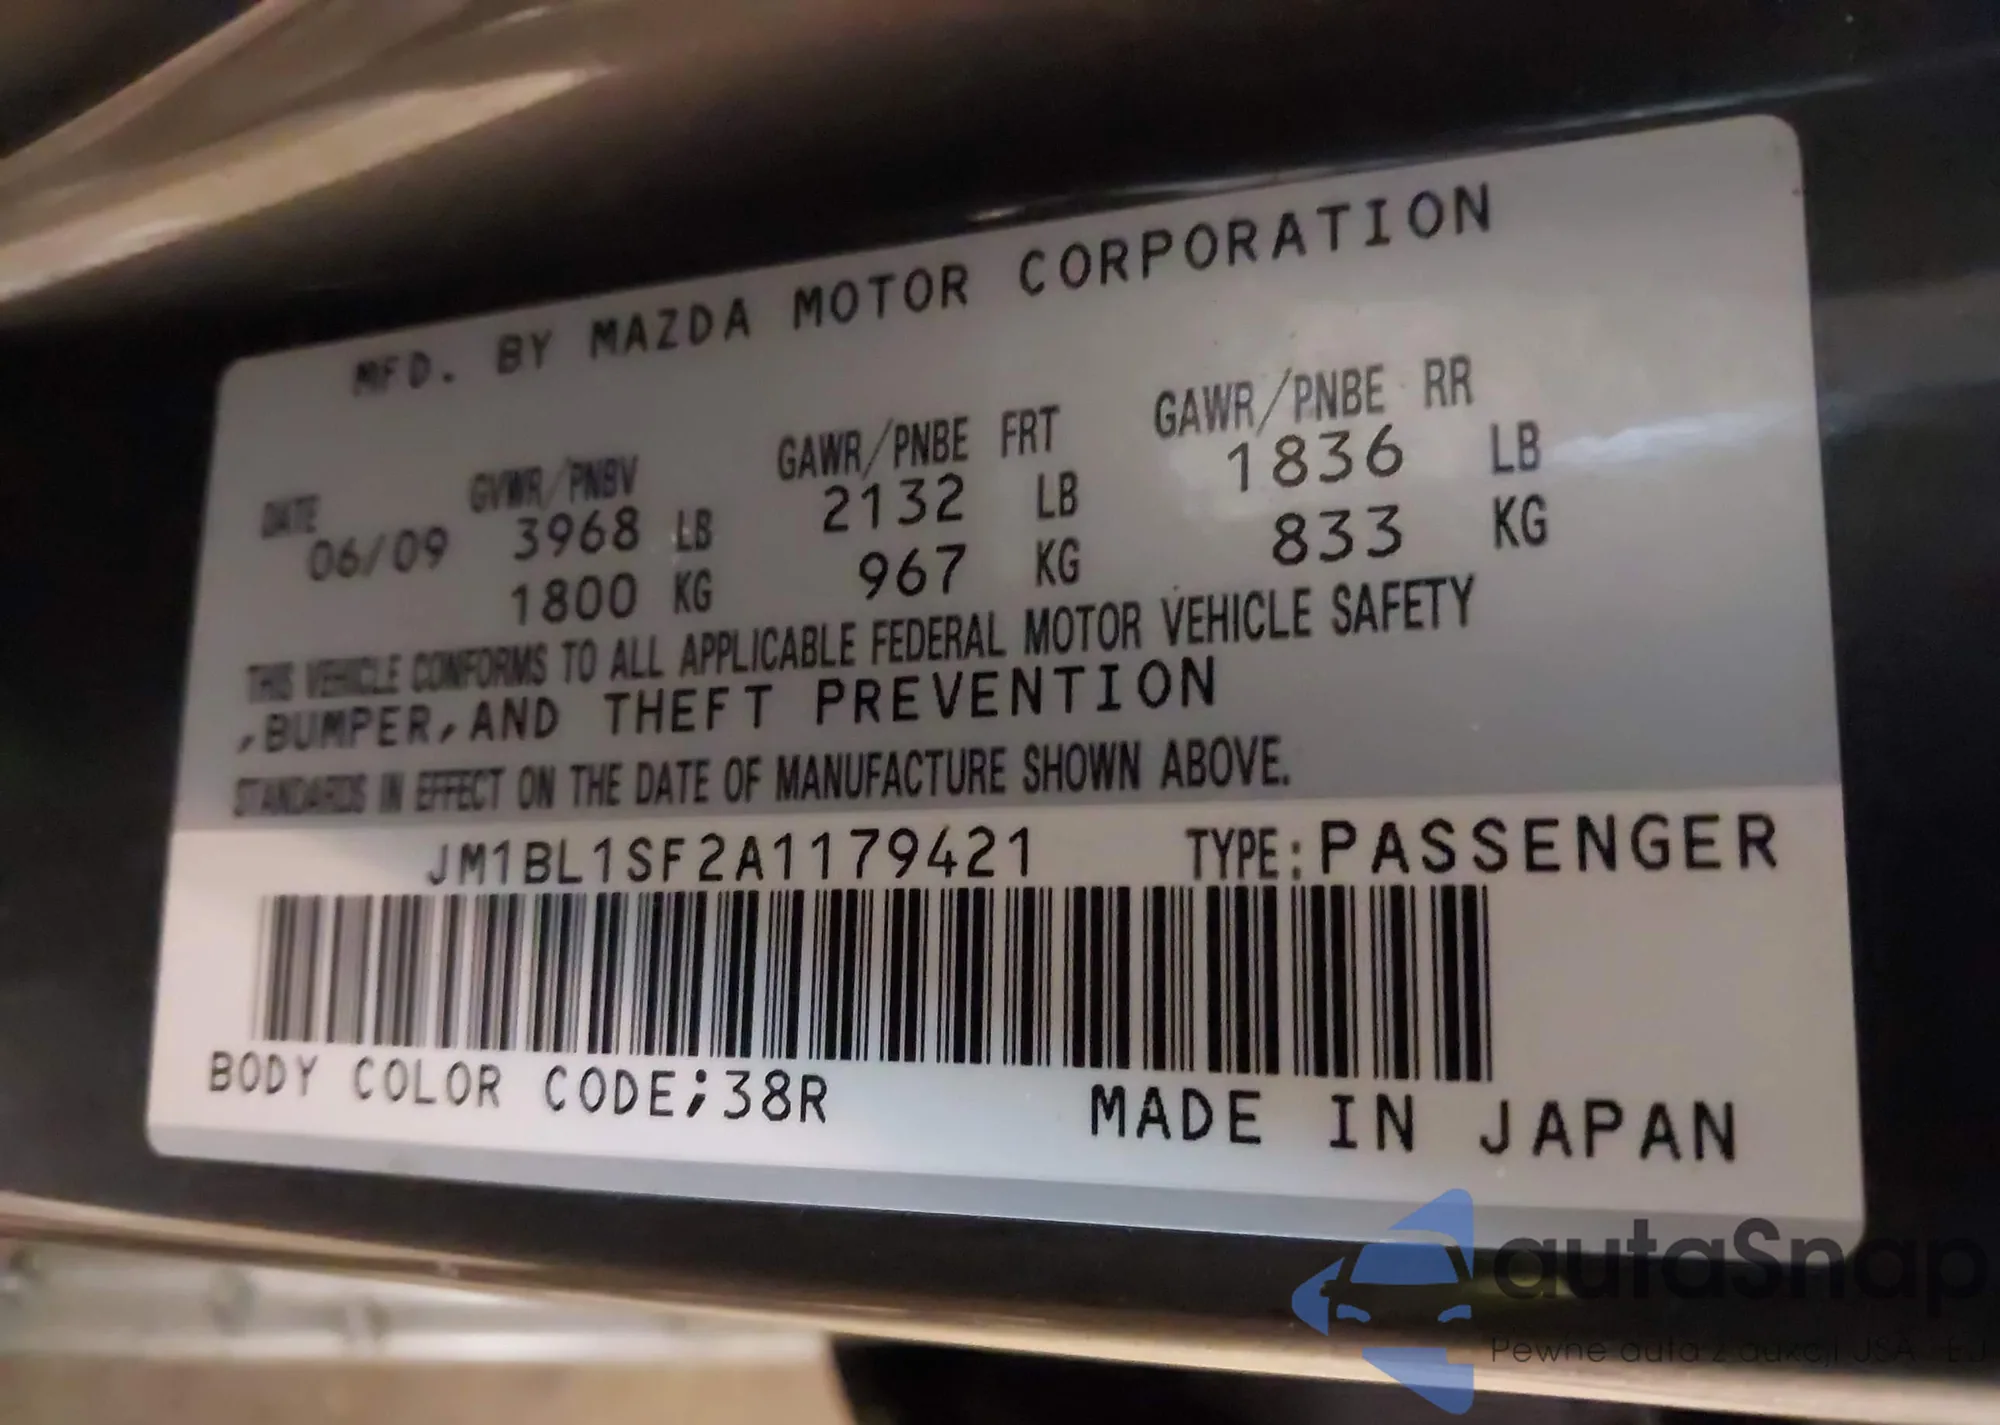 MFD. BY MAZDA MOTOR CORPORATION
DATE GVWR/PNBV GAWR/PNBE FRT GAWR/PNBE RR
06/09 3968 LB 2132 LB 1836 LB
1800 KG 967 KG 833 KG
THIS VEHICLE CONFORMS TO ALL APPLICABLE FEDERAL MOTOR VEHICLE SAFETY
,BUMPER,AND THEFT PREVENTION
STANDARDS IN EFFECT ON THE DATE OF MANUFACTURE SHOWN ABOVE.
JM1BL1SF2A1179421 TYPE:PASSENGER
BODY COLOR CODE;38R MADE IN JAPAN
autaSnap
Pewne auta z aukcji